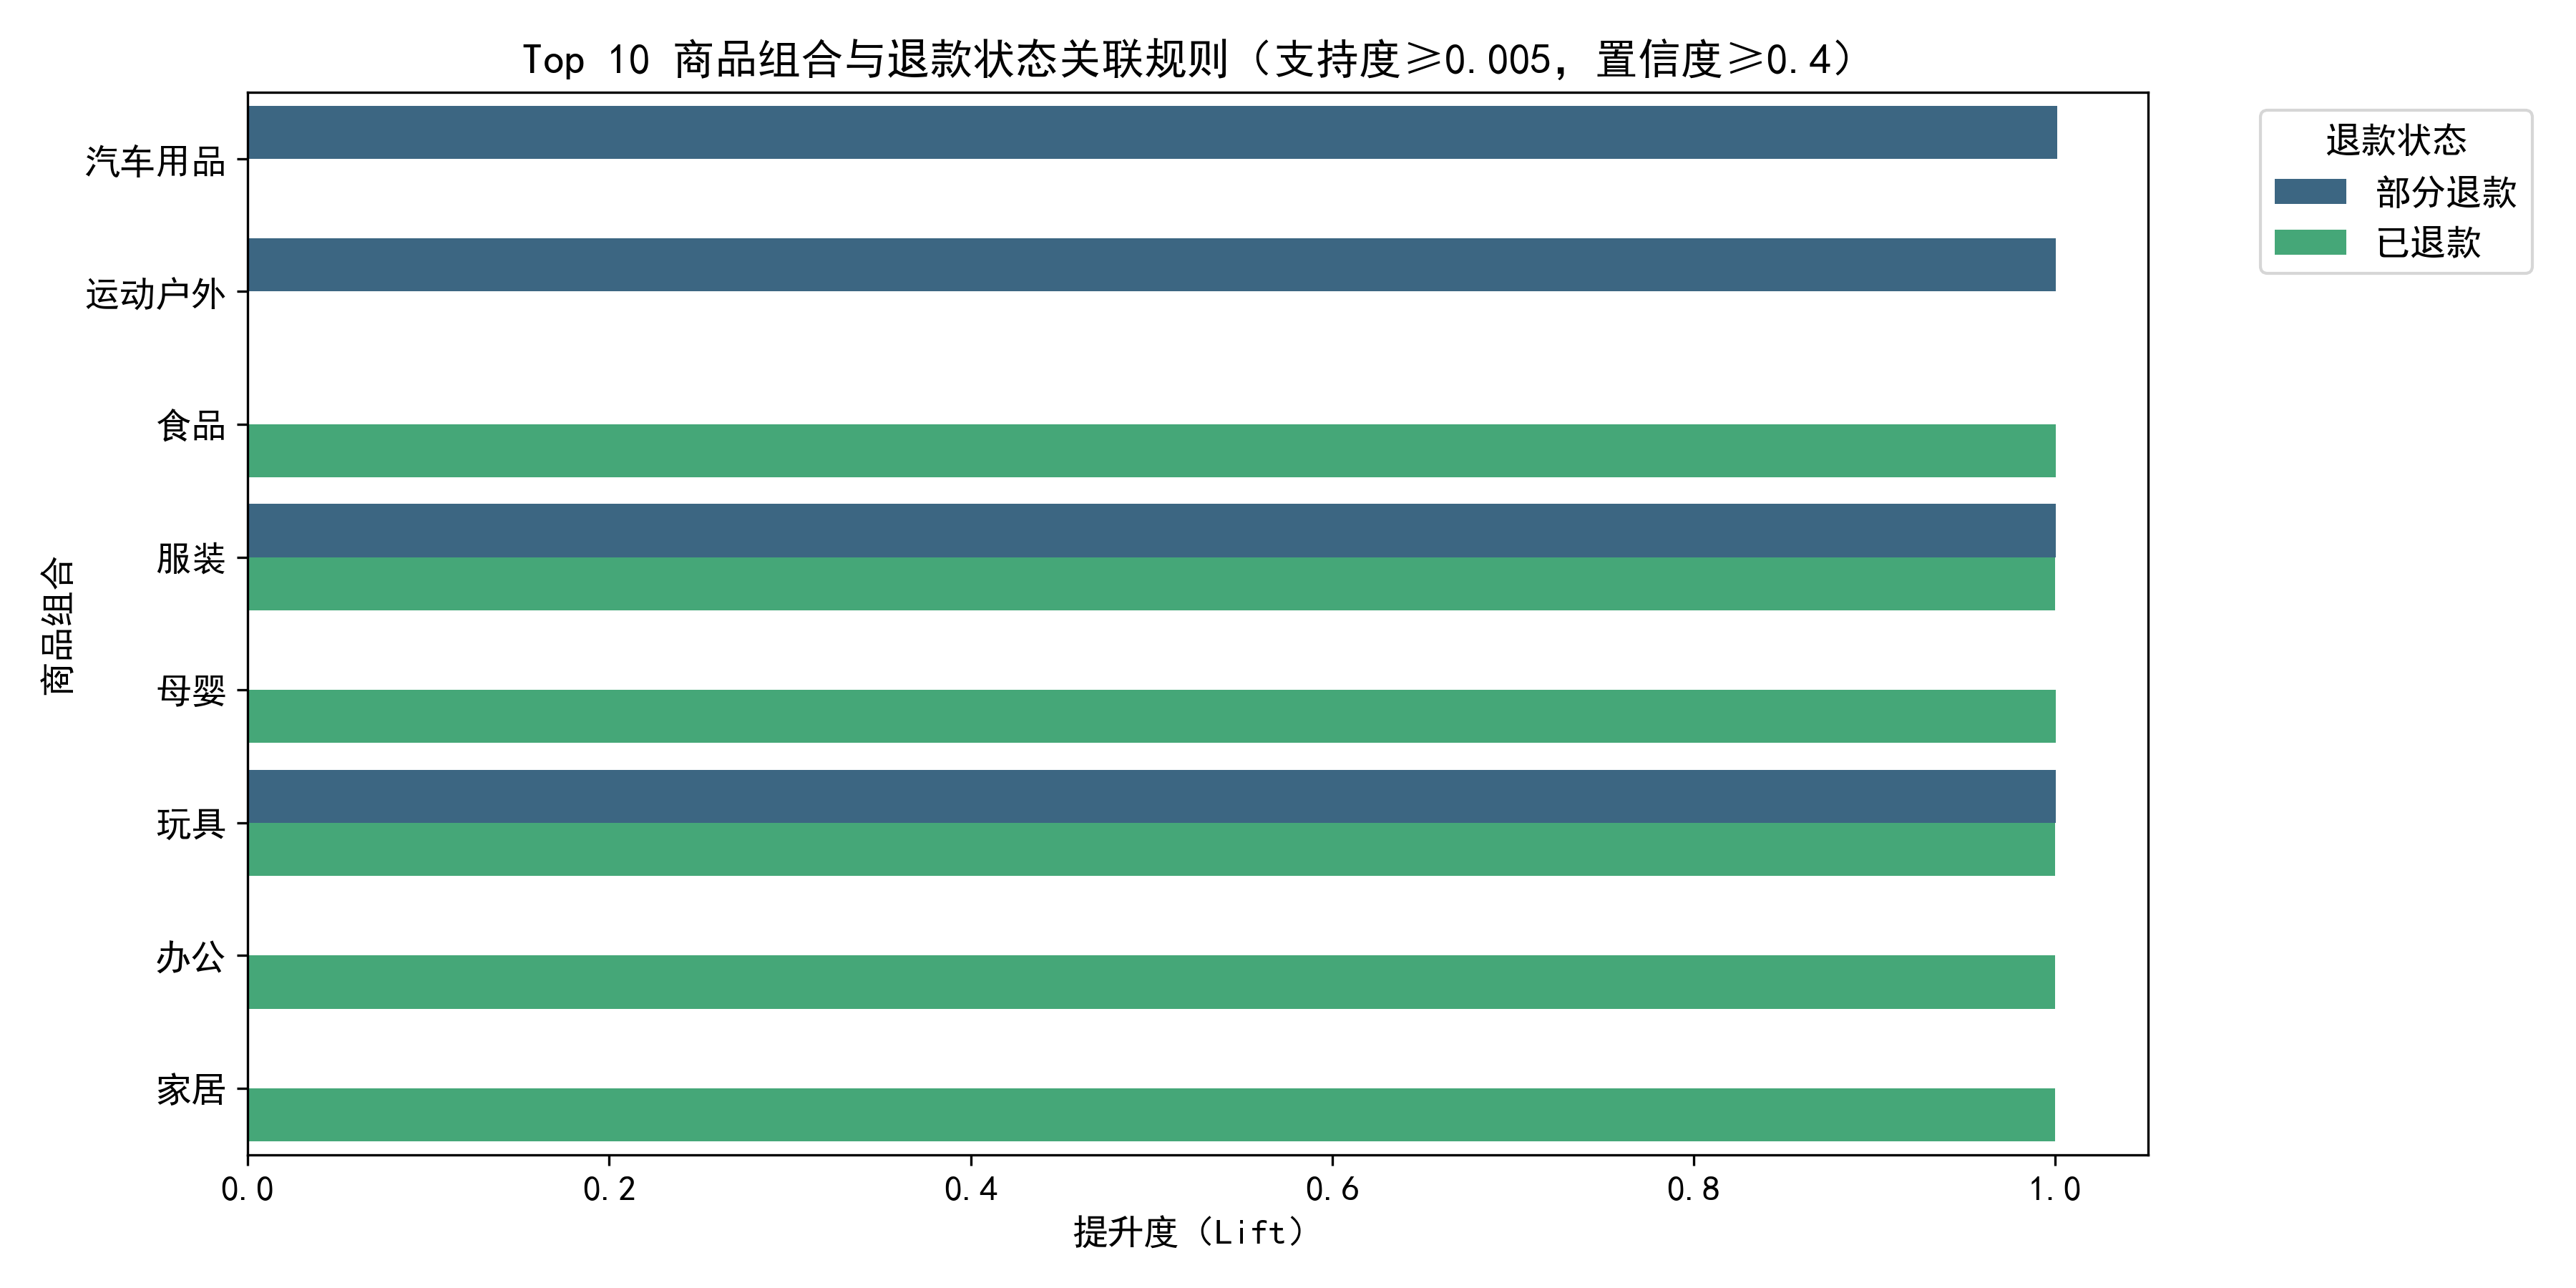 Top 10 商品组合与退款状态关联规则（支持度≥0.005，置信度≥0.4）
退款状态
部分退款
已退款
商品组合
汽车用品
运动户外
食品
服装
母婴
玩具
办公
家居
0.0 0.2 0.4 0.6 0.8 1.0
提升度（Lift）